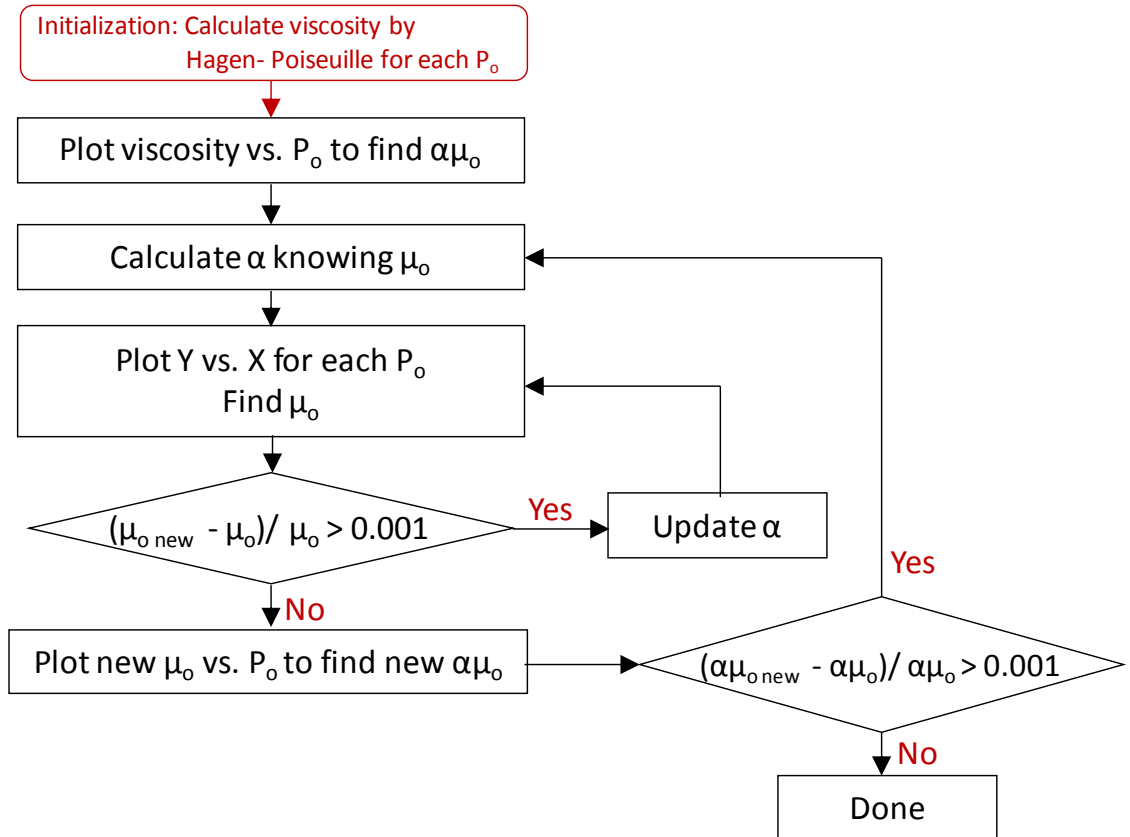 Initialization: Calculate viscosity by
Hagen- Poiseuille for each Pₒ
Plot viscosity vs. Pₒ to find αµₒ
Calculate α knowing µₒ
Plot Y vs. X for each Pₒ
Find µₒ
(µₒ ₙₑw - µₒ)/ µₒ > 0.001
Yes
Update α
Yes
No
Plot new µₒ vs. Pₒ to find new αµₒ
(αµₒ ₙₑw - αµₒ)/ αµₒ > 0.001
No
Done